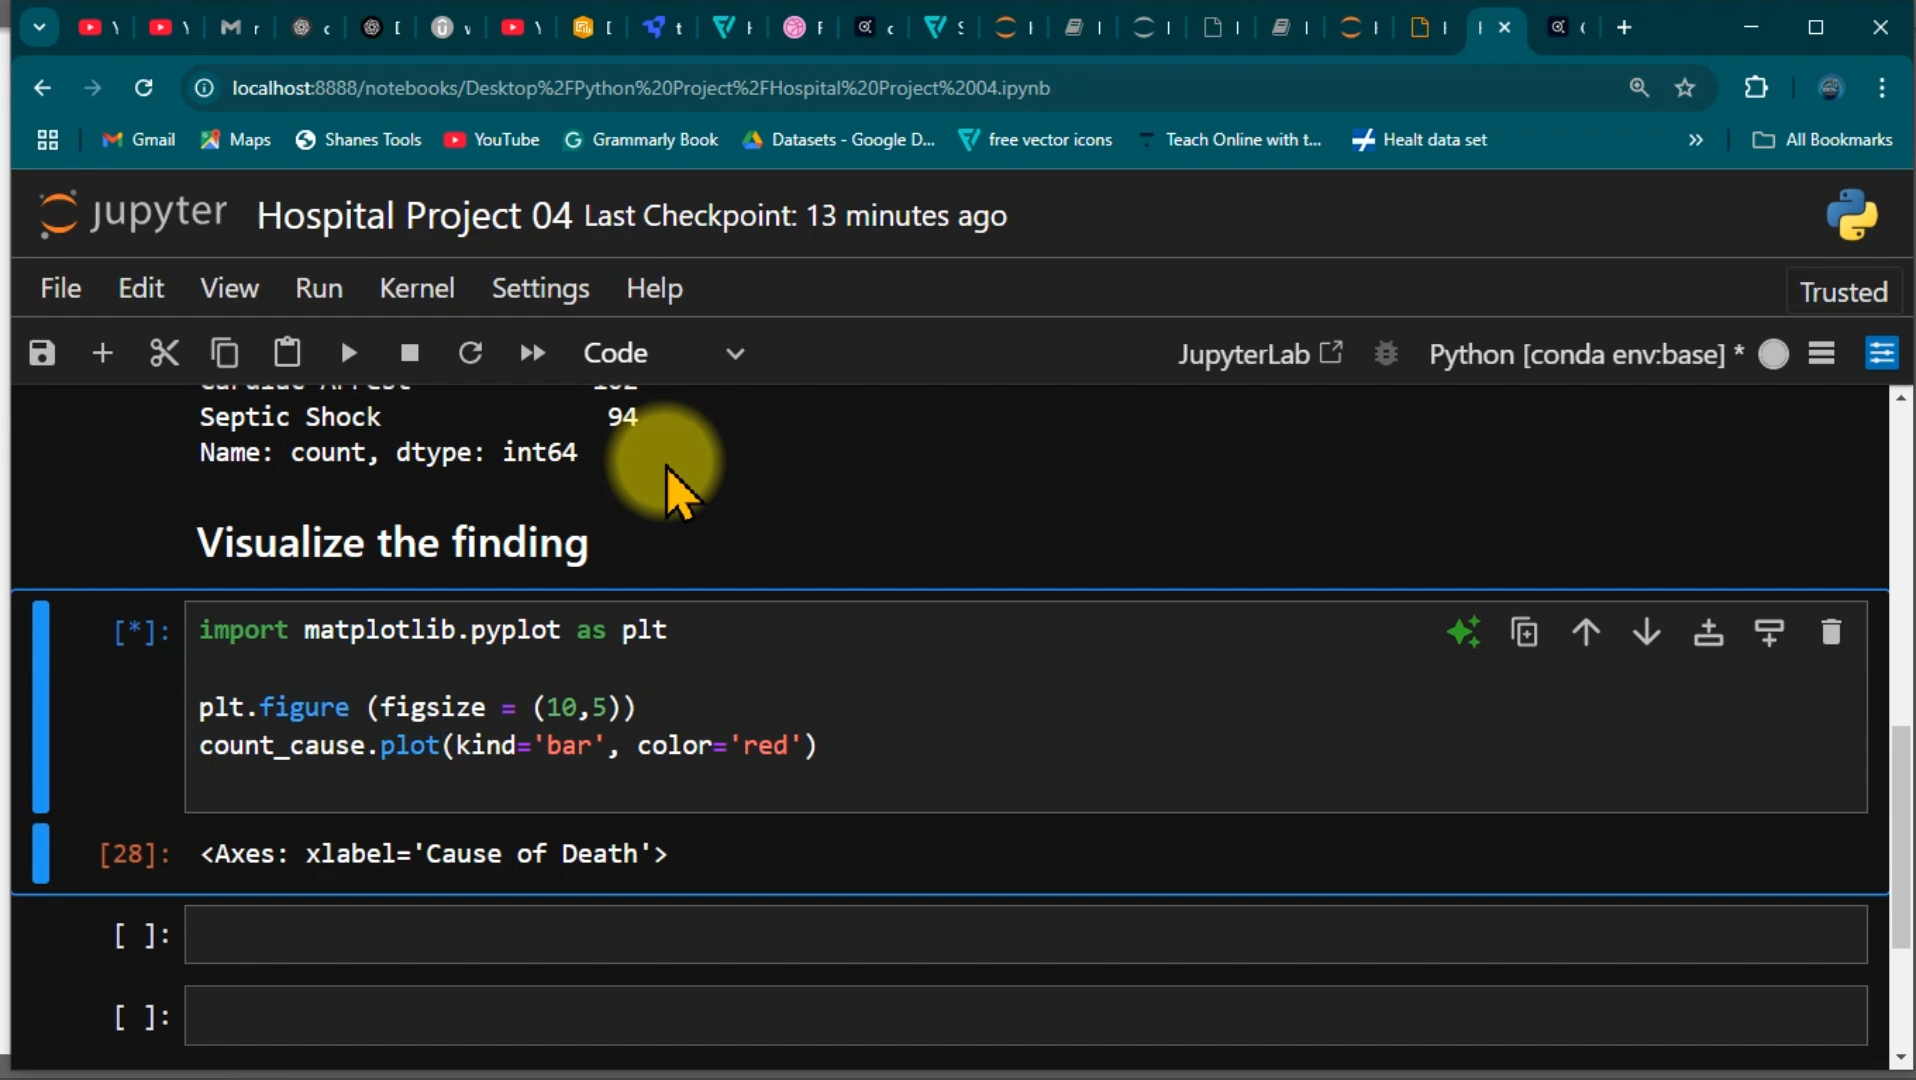 localhost:8888/notebooks/Desktop%2FPython%20Project%2FHospital%20Project%2004.ipynb
Gmail Maps Shanes Tools YouTube Grammarly Book Datasets - Google D... free vector icons Teach Online with t... Healt data set » All Bookmarks
jupyter Hospital Project 04 Last Checkpoint: 13 minutes ago
File Edit View Run Kernel Settings Help Trusted
Code JupyterLab Python [conda env:base] *
Septic Shock 94
Name: count, dtype: int64
Visualize the finding
[*]: import matplotlib.pyplot as plt
plt.figure (figsize = (10,5))
count_cause.plot(kind='bar', color='red')
[28]: <Axes: xlabel='Cause of Death'>
[ ]:
[ ]: